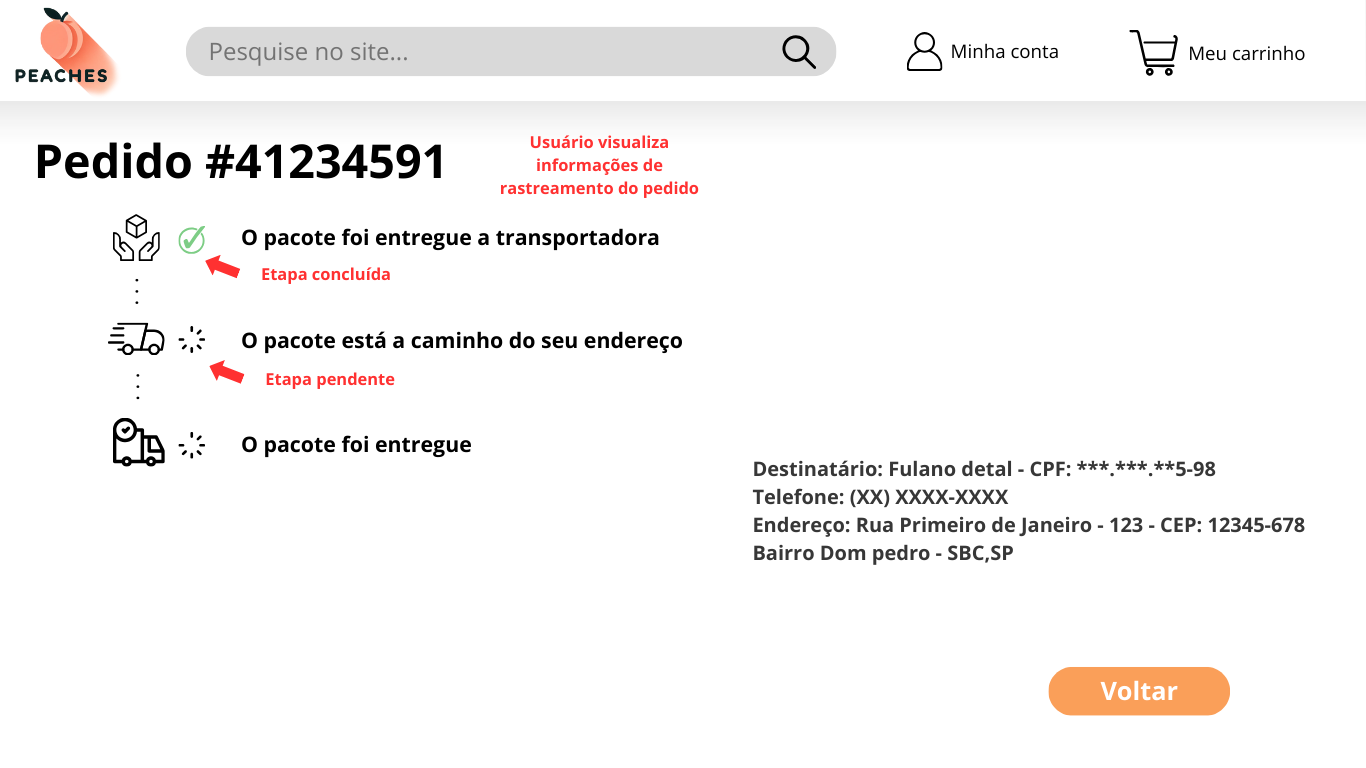 PEACHES
Pesquise no site...
Minha conta
Meu carrinho
Pedido #41234591
Usuário visualiza
informações de
rastreamento do pedido
O pacote foi entregue a transportadora
Etapa concluída
O pacote está a caminho do seu endereço
Etapa pendente
O pacote foi entregue
Destinatário: Fulano detal - CPF: ***.***.**5-98
Telefone: (XX) XXXX-XXXX
Endereço: Rua Primeiro de Janeiro - 123 - CEP: 12345-678
Bairro Dom pedro - SBC,SP
Voltar